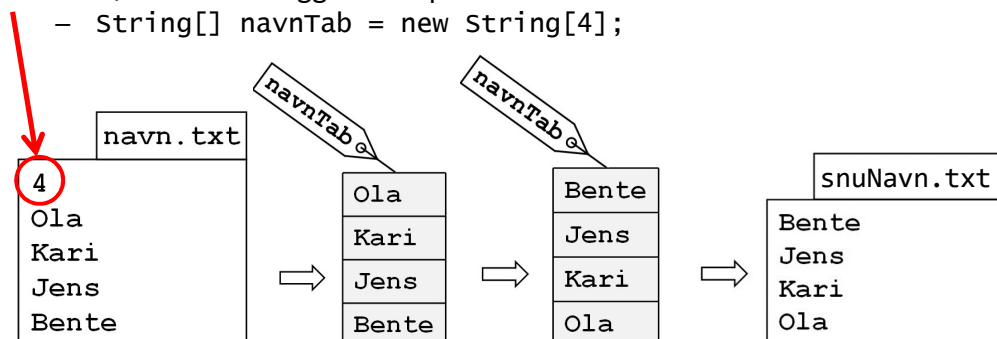 – String[] navnTab = new String[4];
navnTab
navnTab
navn.txt
snuNavn.txt
4
Ola
Kari
Jens
Bente
Ola
Kari
Jens
Bente
Bente
Jens
Kari
Ola
Bente
Jens
Kari
Ola